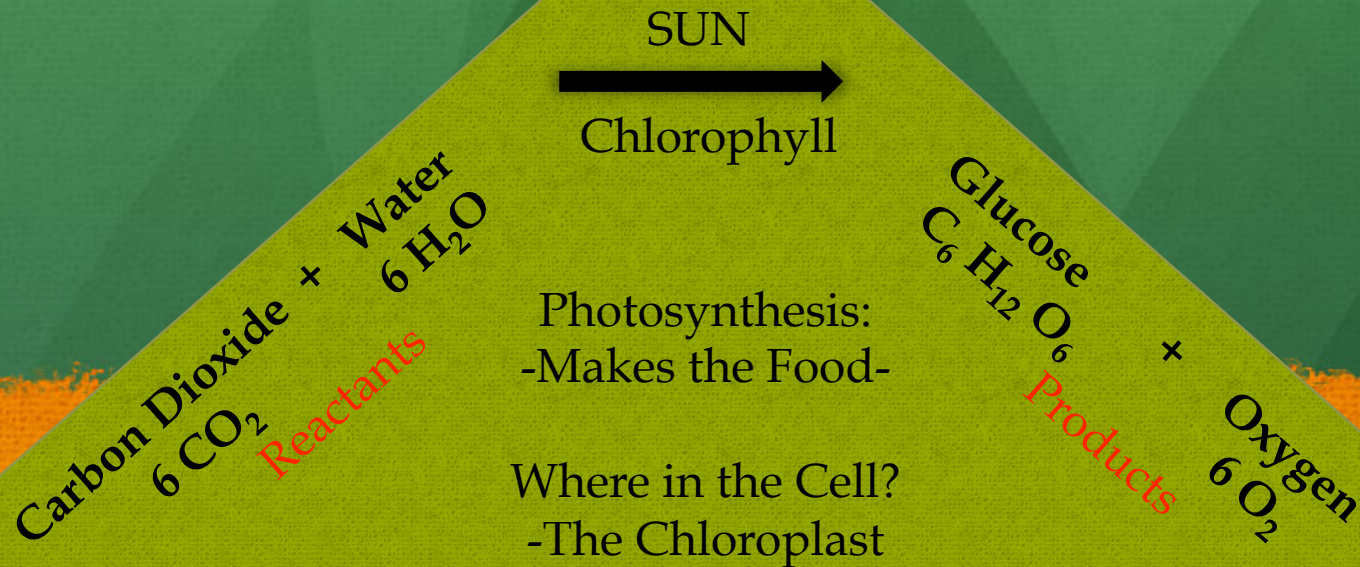 SUN
Chlorophyll
Carbon Dioxide + Water
6 CO₂ 6 H₂O
Reactants
Glucose + Oxygen
C₆ H₁₂ O₆ 6 O₂
Products
Photosynthesis:
-Makes the Food-
Where in the Cell?
-The Chloroplast